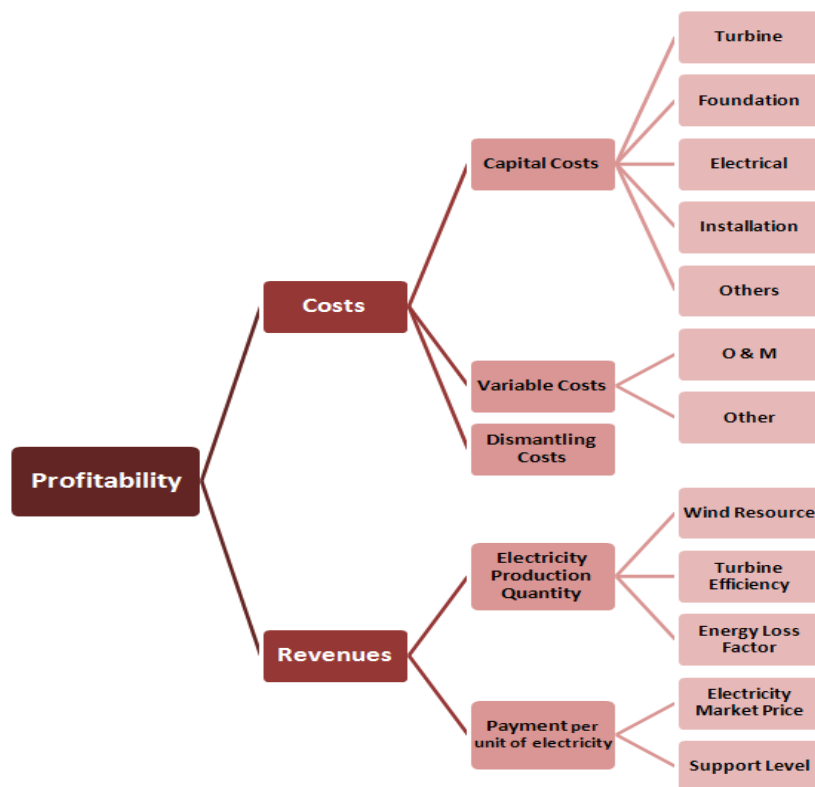 Profitability
Costs
Capital Costs
Turbine
Foundation
Electrical
Installation
Others
Variable Costs
O & M
Other
Dismantling
Costs
Revenues
Electricity
Production
Quantity
Wind Resource
Turbine
Efficiency
Energy Loss
Factor
Payment per
unit of electricity
Electricity
Market Price
Support Level